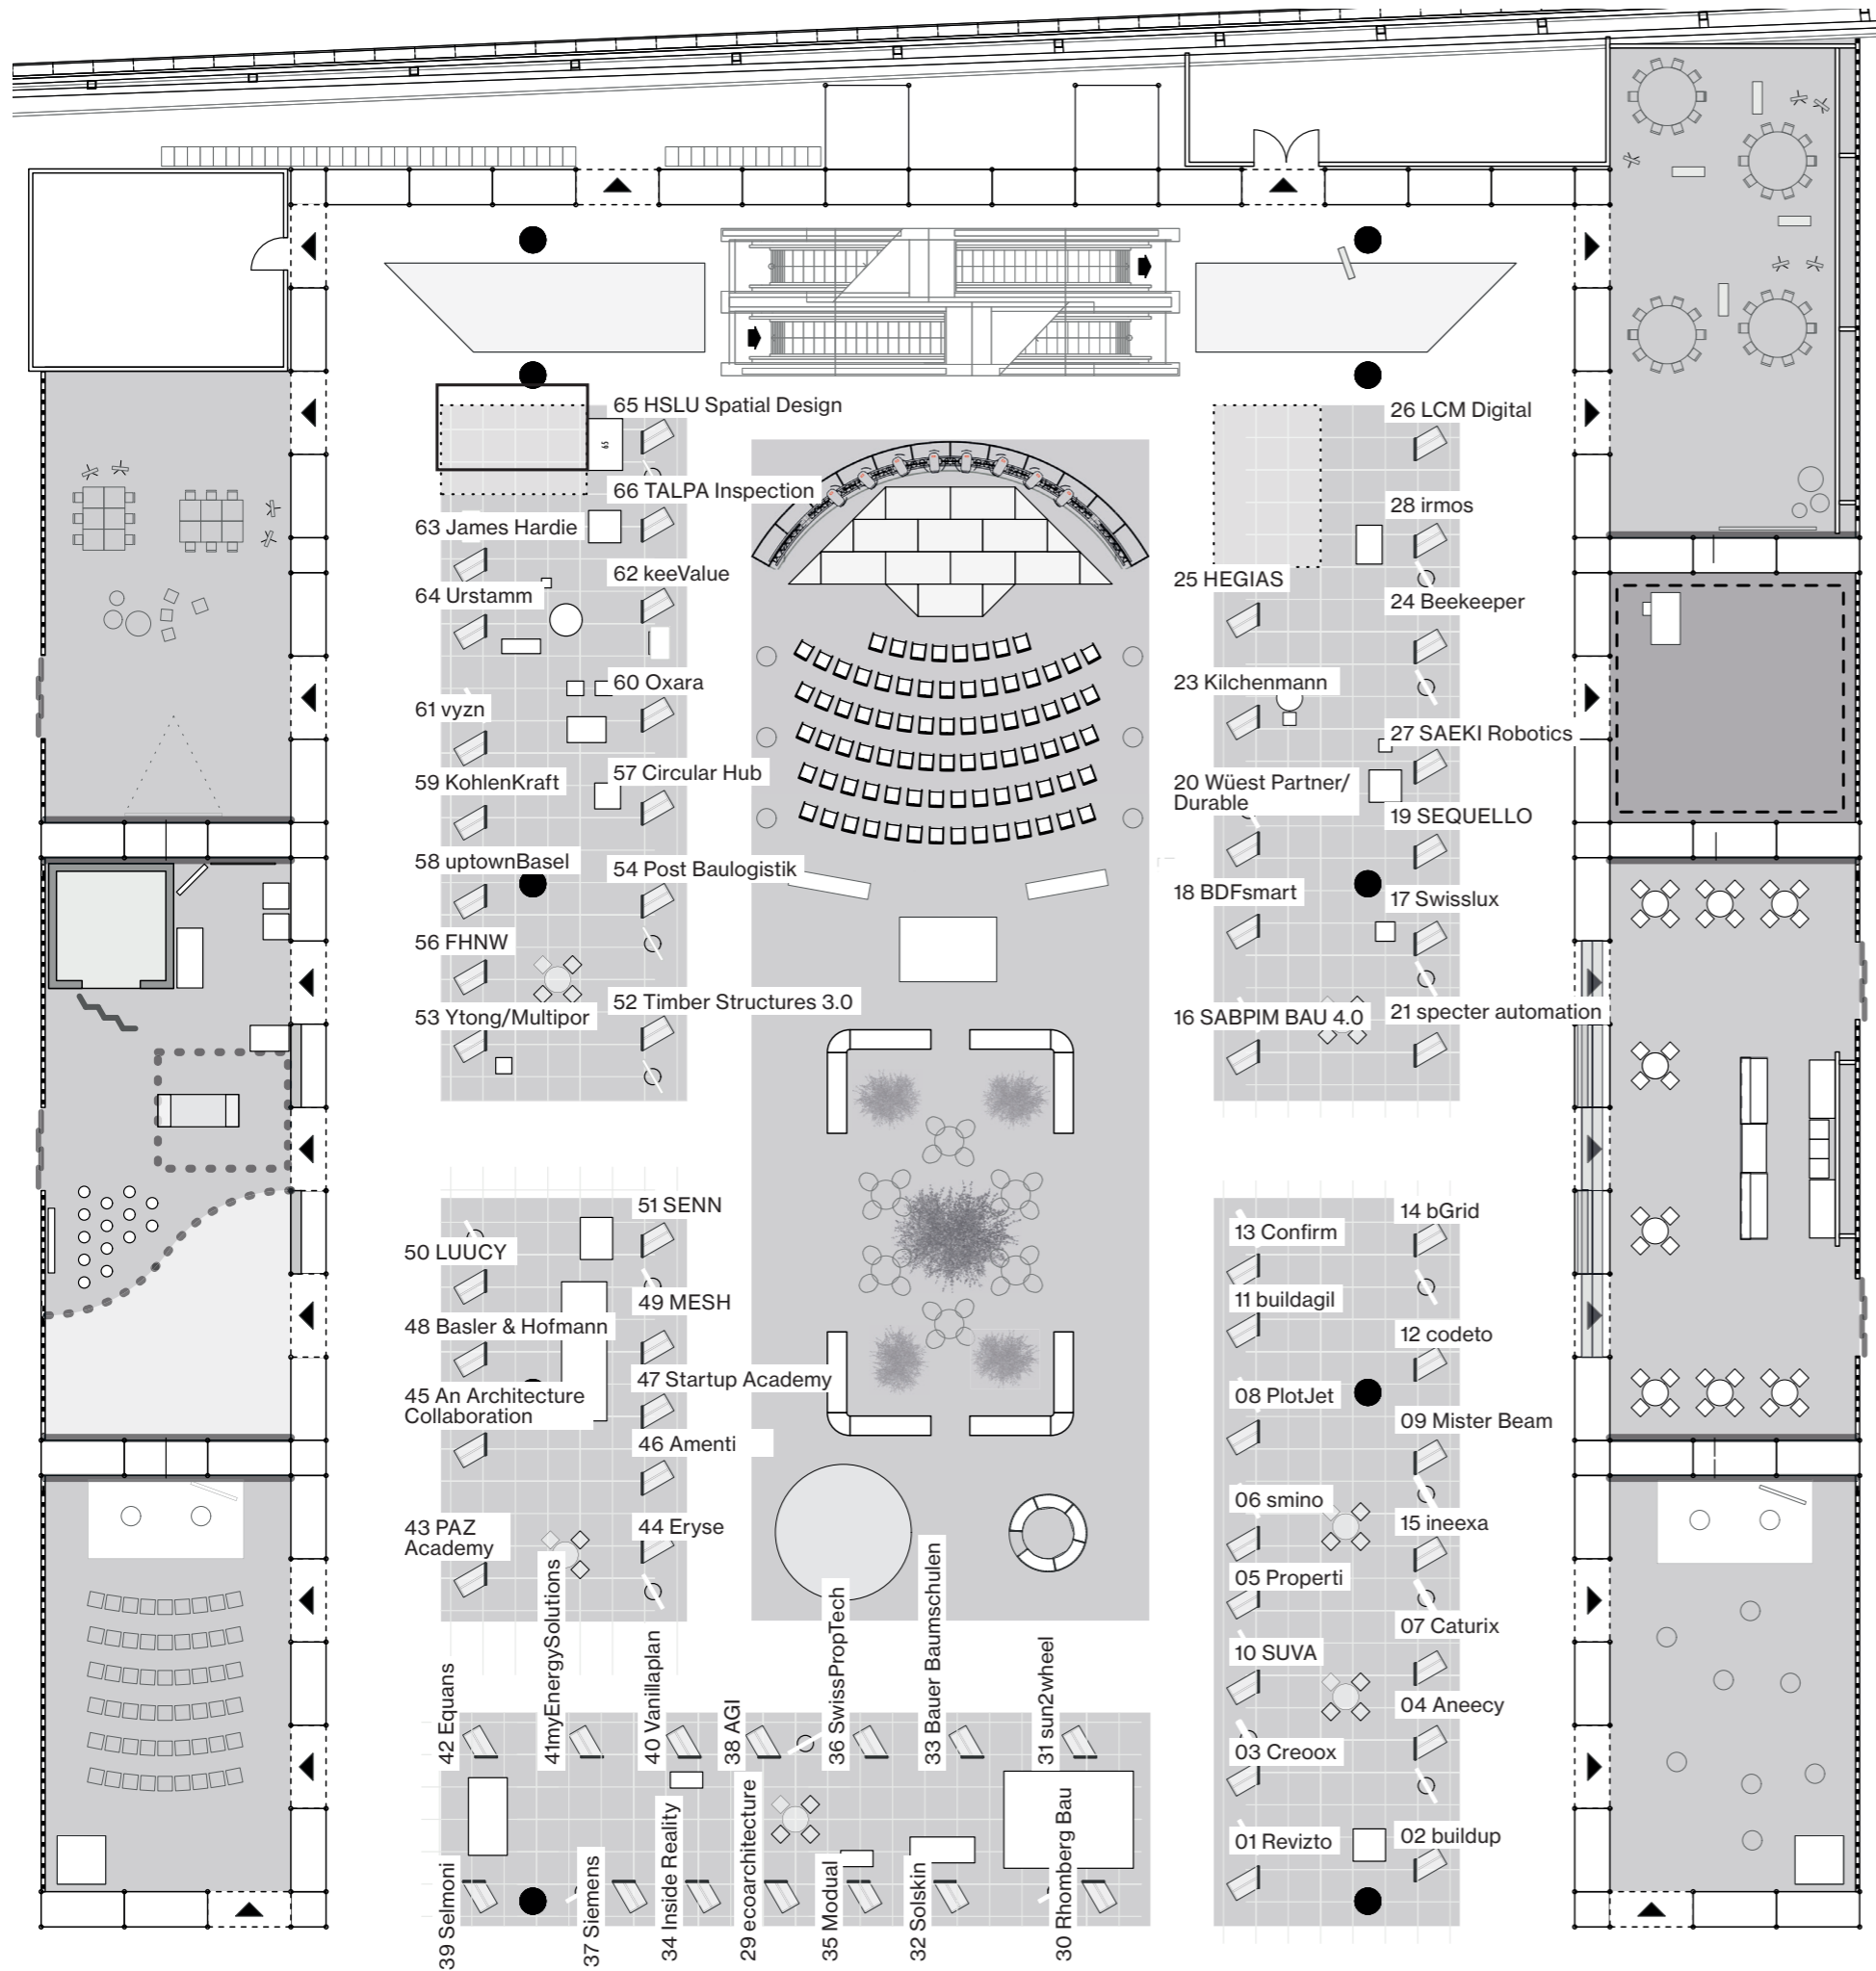 65 HSLU Spatial Design
65
66 TALPA Inspection
63 James Hardie
62 keeValue
64 Urstamm
60 Oxara
61 vyzn
57 Circular Hub
59 KohlenKraft
58 uptownBasel
54 Post Baulogistik
56 FHNW
52 Timber Structures 3.0
53 Ytong/Multipor
26 LCM Digital
28 irmos
25 HEGIAS
24 Beekeeper
23 Kilchenmann
27 SAEKI Robotics
20 Wüest Partner/
Durable
19 SEQUELLO
18 BDFsmart
17 Swisslux
16 SABPIM BAU 4.0
21 specter automation
51 SENN
50 LUUCY
49 MESH
48 Basler & Hofmann
47 Startup Academy
45 An Architecture
Collaboration
46 Amenti
43 PAZ
Academy
44 Eryse
14 bGrid
13 Confirm
11 buildagil
12 codeto
08 PlotJet
09 Mister Beam
06 smino
15 ineexa
05 Properti
07 Caturix
10 SUVA
04 Aneecy
03 Creoox
01 Revizto
02 buildup
42 Equans
41myEnergySolutions
40 Vanillaplan
38 AGI
36 SwissPropTech
33 Bauer Baumschulen
31 sun2wheel
39 Selmoni
37 Siemens
34 Inside Reality
29 ecoarchitecture
35 Modual
32 Solskin
30 Rhomberg Bau